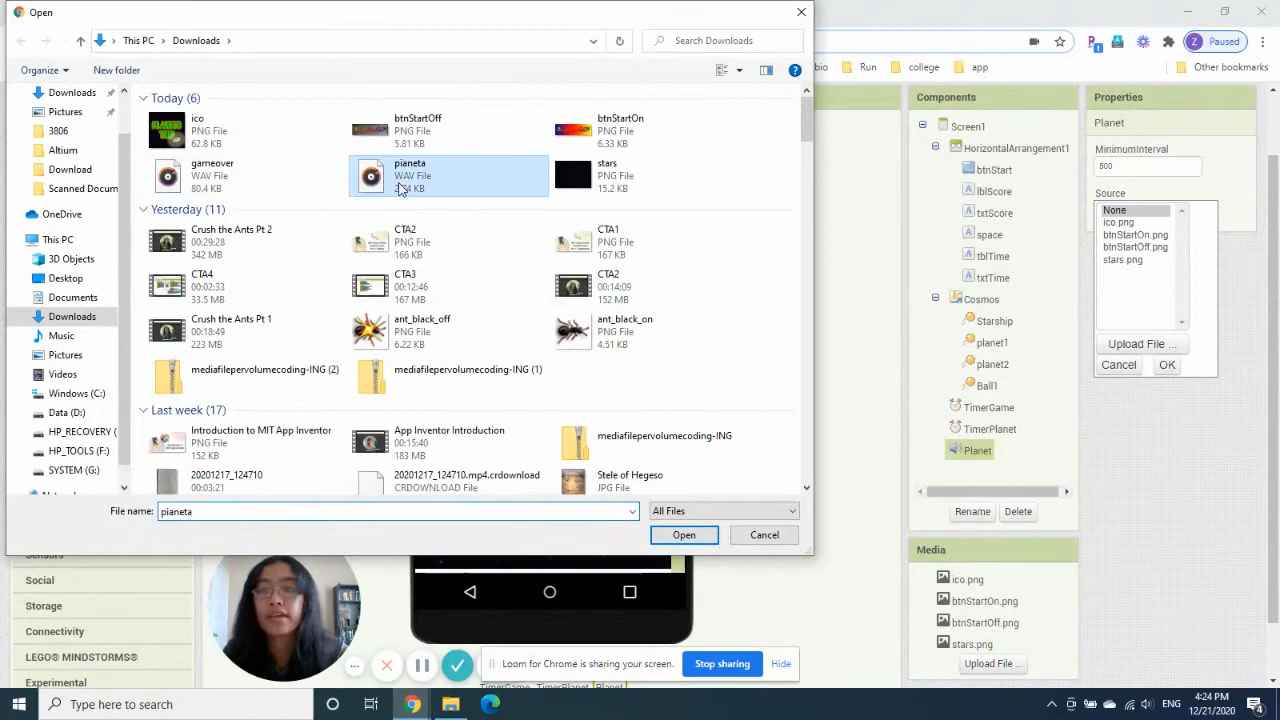 Open
This PC
Downloads
Search Downloads
Organize
New folder
Downloads
Pictures
3806
Altium
Download
Scanned Docum
OneDrive
This PC
3D Objects
Desktop
Documents
Downloads
Music
Pictures
Videos
Windows (C:)
Data (D:)
HP_RECOVERY (
HP_TOOLS (F:)
SYSTEM (G:)
Today (6)
ico
PNG File
btnStartOff
PNG File
5.81 KB
btnStartOn
PNG File
6.33 KB
gameover
WAV File
80.4 KB
pianeta
WAV File
KB
stars
PNG File
15.2 KB
Yesterday (11)
Crush the Ants Pt 2
00:29:28
342 MB
CTA2
PNG File
166 KB
CTA1
PNG File
167 KB
CTA4
00:02:33
33.5 MB
CTA3
00:12:46
167 MB
CTA2
00:14:09
152 MB
Crush the Ants Pt 1
00:18:49
223 MB
ant_black_off
PNG File
6.22 KB
ant_black_on
PNG File
4.51 KB
mediafilepervolumecoding-ING (2)
mediafilepervolumecoding-ING (1)
Last week (17)
Introduction to MIT App Inventor
PNG File
152 KB
App Inventor Introduction
00:15:40
183 MB
mediafilepervolumecoding-ING
20201217_124710
00:03:21
20201217_124710.mp4.crdownload
CRDOWNLOAD File
Stele of Hegeso
JPG File
File name:
pianeta
All Files
Open
Cancel
Z Paused
bio
Run
college
app
Other bookmarks
Components
Screen1
HorizontalArrangement1
btnStart
lblScore
txtScore
space
tblTime
txtTime
Cosmos
Starship
planet1
planet2
Ball1
TimerGame
TimerPlanet
Planet
Rename
Delete
Media
ico.png
btnStartOn.png
btnStartOff.png
stars.png
Upload File ...
Properties
Planet
MinimumInterval
500
Source
None
ico.png
btnStartOn.png
btnStartOff.png
stars.png
Upload File ...
Cancel
OK
Sensors
Social
Storage
Connectivity
LEGO® MINDSTORMS®
Experimental
Loom for Chrome is sharing your screen.
Stop sharing
Hide
TimerGame
TimerPlanet
Planet
Type here to search
ENG
4:24 PM
12/21/2020
4